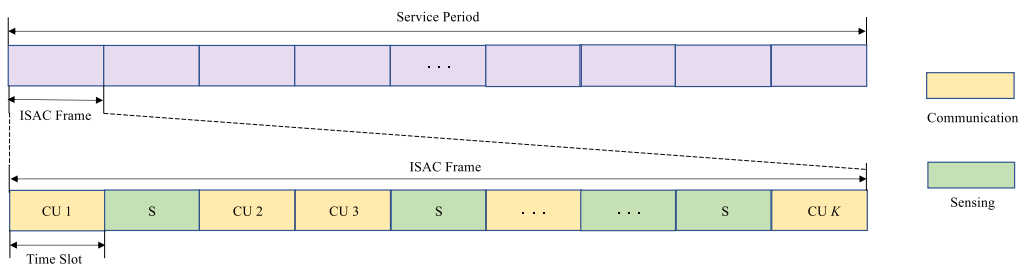 Service Period
. . .
ISAC Frame
Communication
ISAC Frame
Sensing
CU 1 S CU 2 CU 3 S . . . . . . S CU K
Time Slot